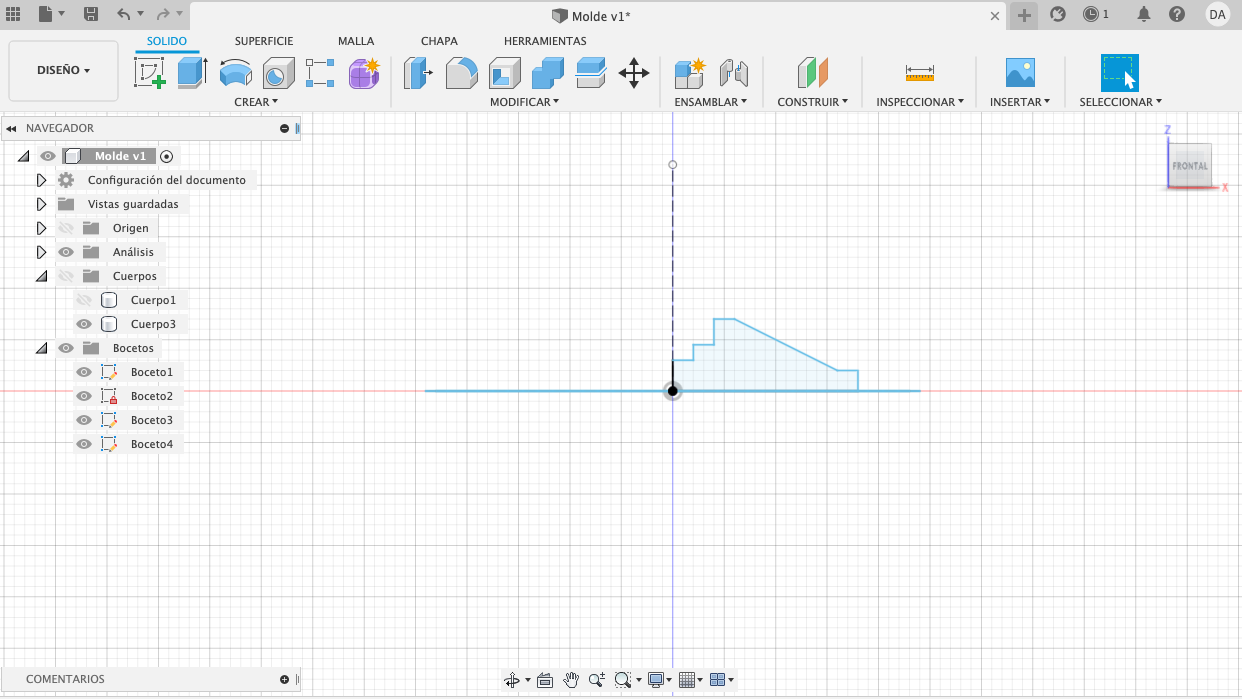 Molde v1*
1
DA
DISEÑO
SOLIDO
SUPERFICIE
MALLA
CHAPA
HERRAMIENTAS
CREAR
MODIFICAR
ENSAMBLAR
CONSTRUIR
INSPECCIONAR
INSERTAR
SELECCIONAR
NAVEGADOR
Molde v1
Configuración del documento
Vistas guardadas
Origen
Análisis
Cuerpos
Cuerpo1
Cuerpo3
Bocetos
Boceto1
Boceto2
Boceto3
Boceto4
Z
FRONTAL
X
COMENTARIOS